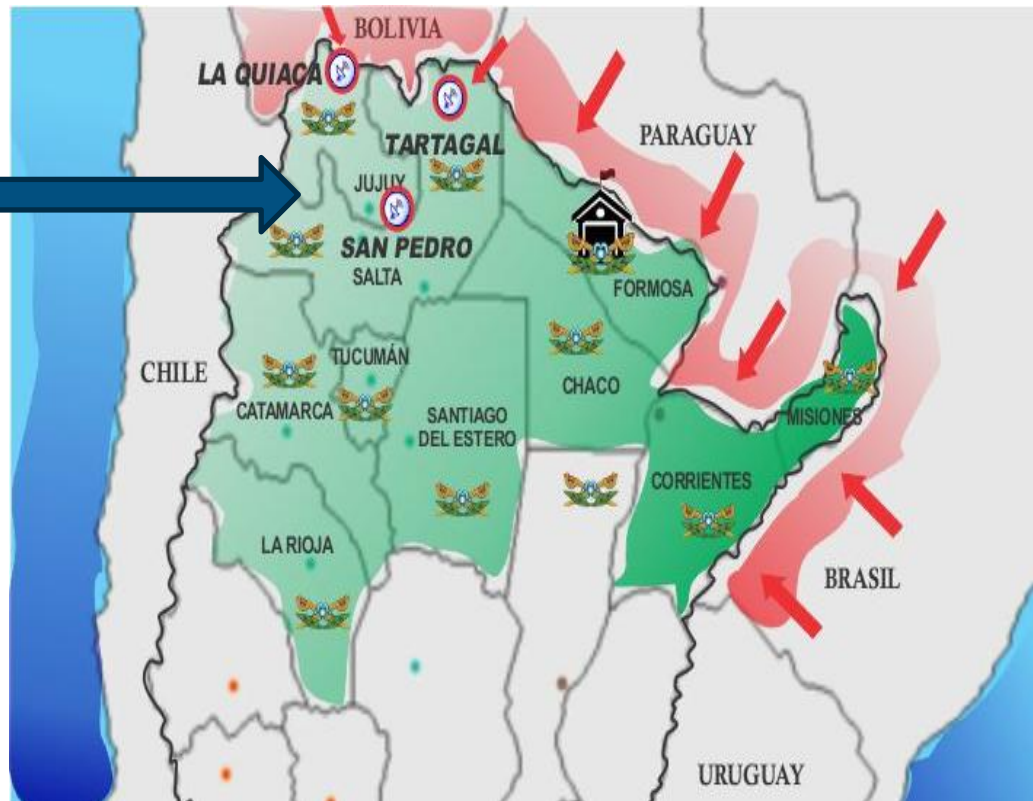 BOLIVIA
LA QUIACA
TARTAGAL
PARAGUAY
JUJUY
SAN PEDRO
SALTA
FORMOSA
CHILE
TUCUMÁN
CHACO
CATAMARCA
SANTIAGO
DEL ESTERO
MISIONES
CORRIENTES
LA RIOJA
BRASIL
URUGUAY